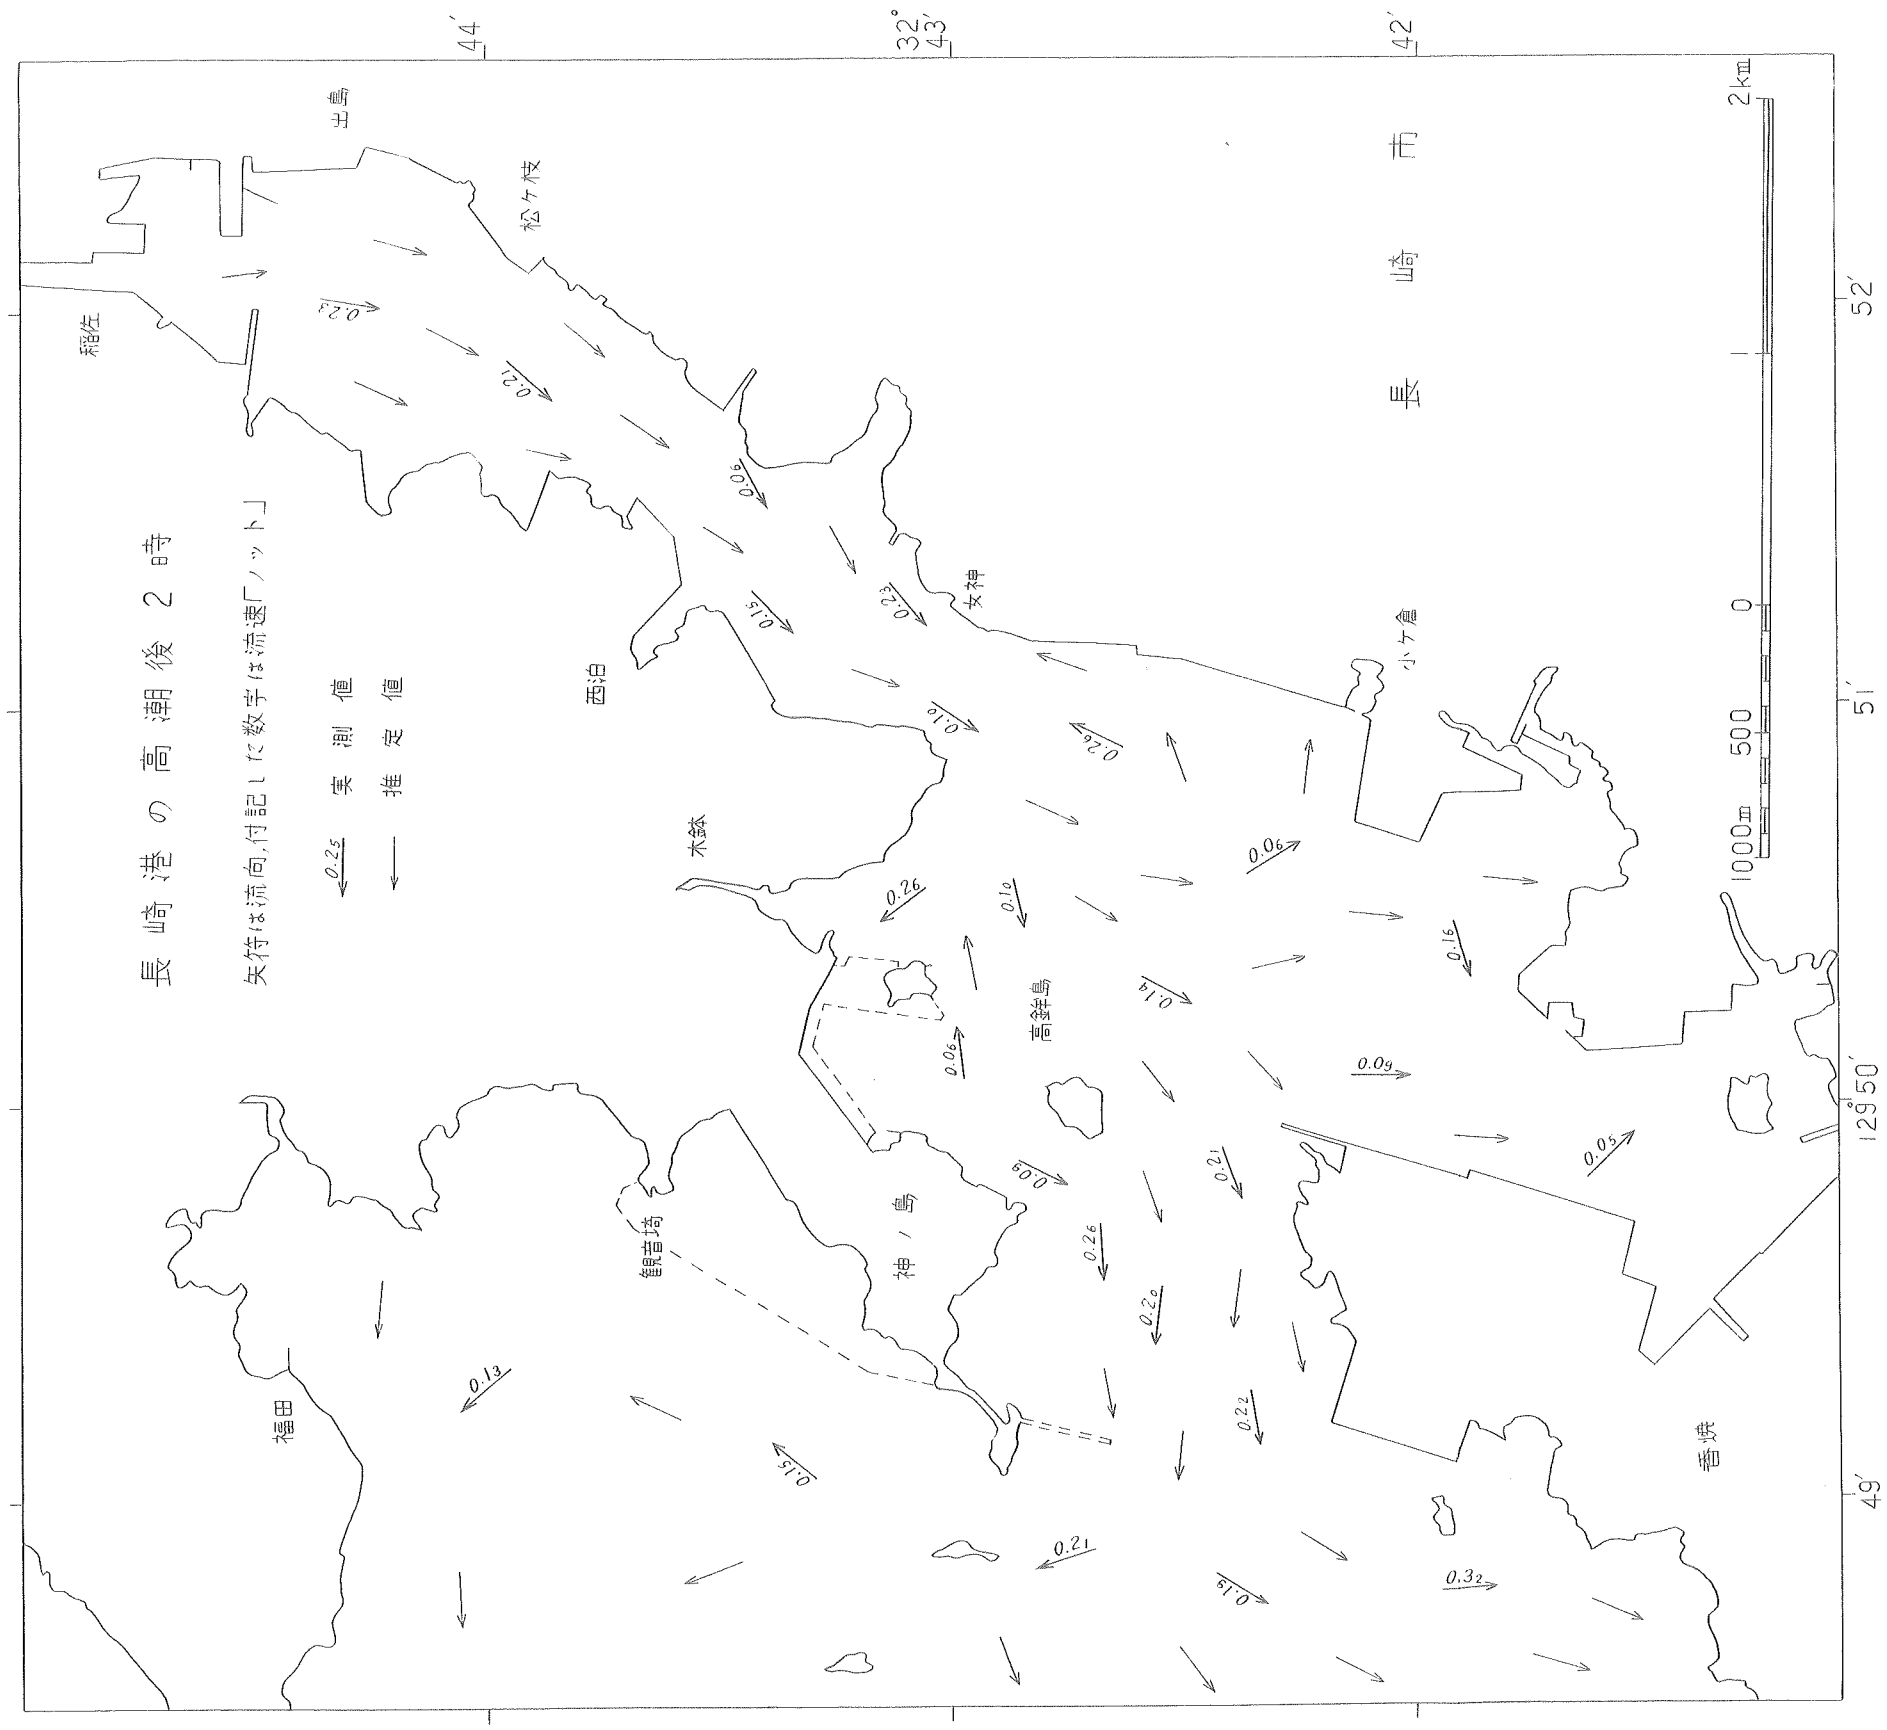 長崎港の高潮後2時
矢符は流向,付記した数字は流速「ノット」
0.25 実測値
推定値
44′
32°
43′
42′
出島
松ヶ枝
稲佐
0.23
0.21
0.06
女神
0.15
0.23
西泊
0.10
0.26
長崎市
小ヶ倉
木鉢
0.26
0.10
0.06
0.16
高鉾島
0.14
0.06
0.09
0.09
0.21
0.05
神ノ島
0.26
0.20
0.22
観音埼
0.13
福田
0.15
0.21
0.19
0.32
香焼
1000m 500 0 1 2km
52′
51′
129°50′
49′